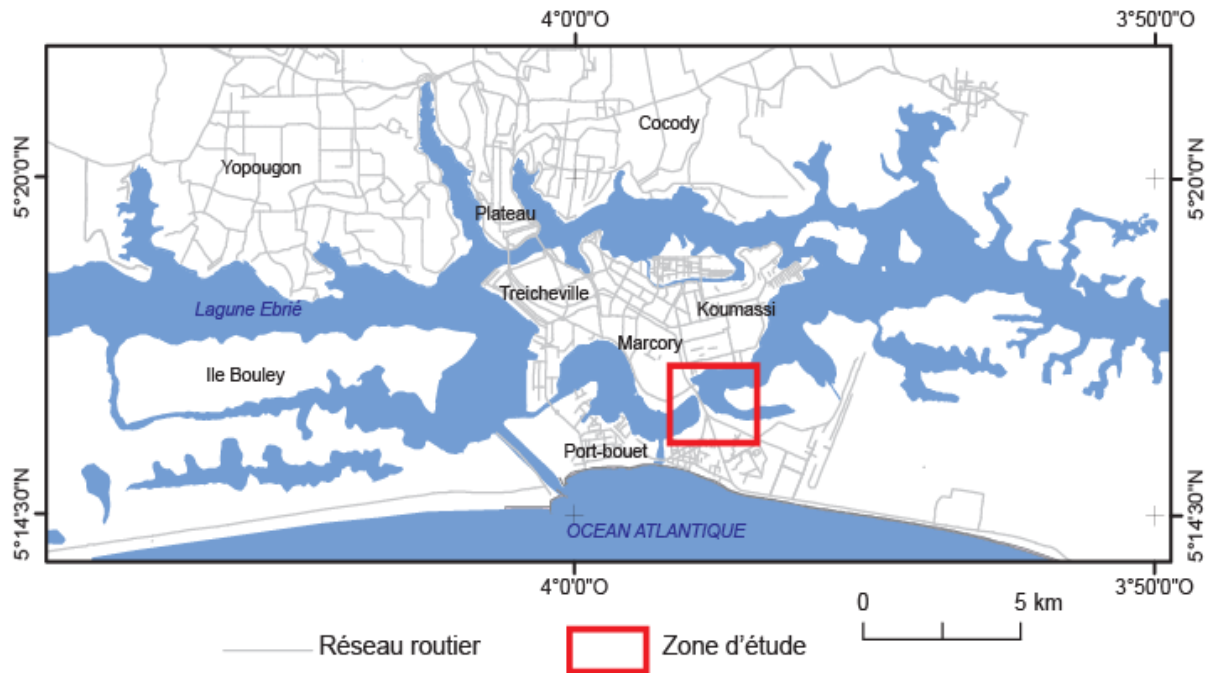 4°0'0"O
3°50'0"O
Cocody
Yopougon
5°20'0"N
5°20'0"N
Plateau
Lagune Ebrié
Treicheville
Koumassi
Marcory
Ile Bouley
Port-bouet
5°14'30"N
5°14'30"N
OCEAN ATLANTIQUE
4°0'0"O
3°50'0"O
0
5 km
Réseau routier
Zone d'étude